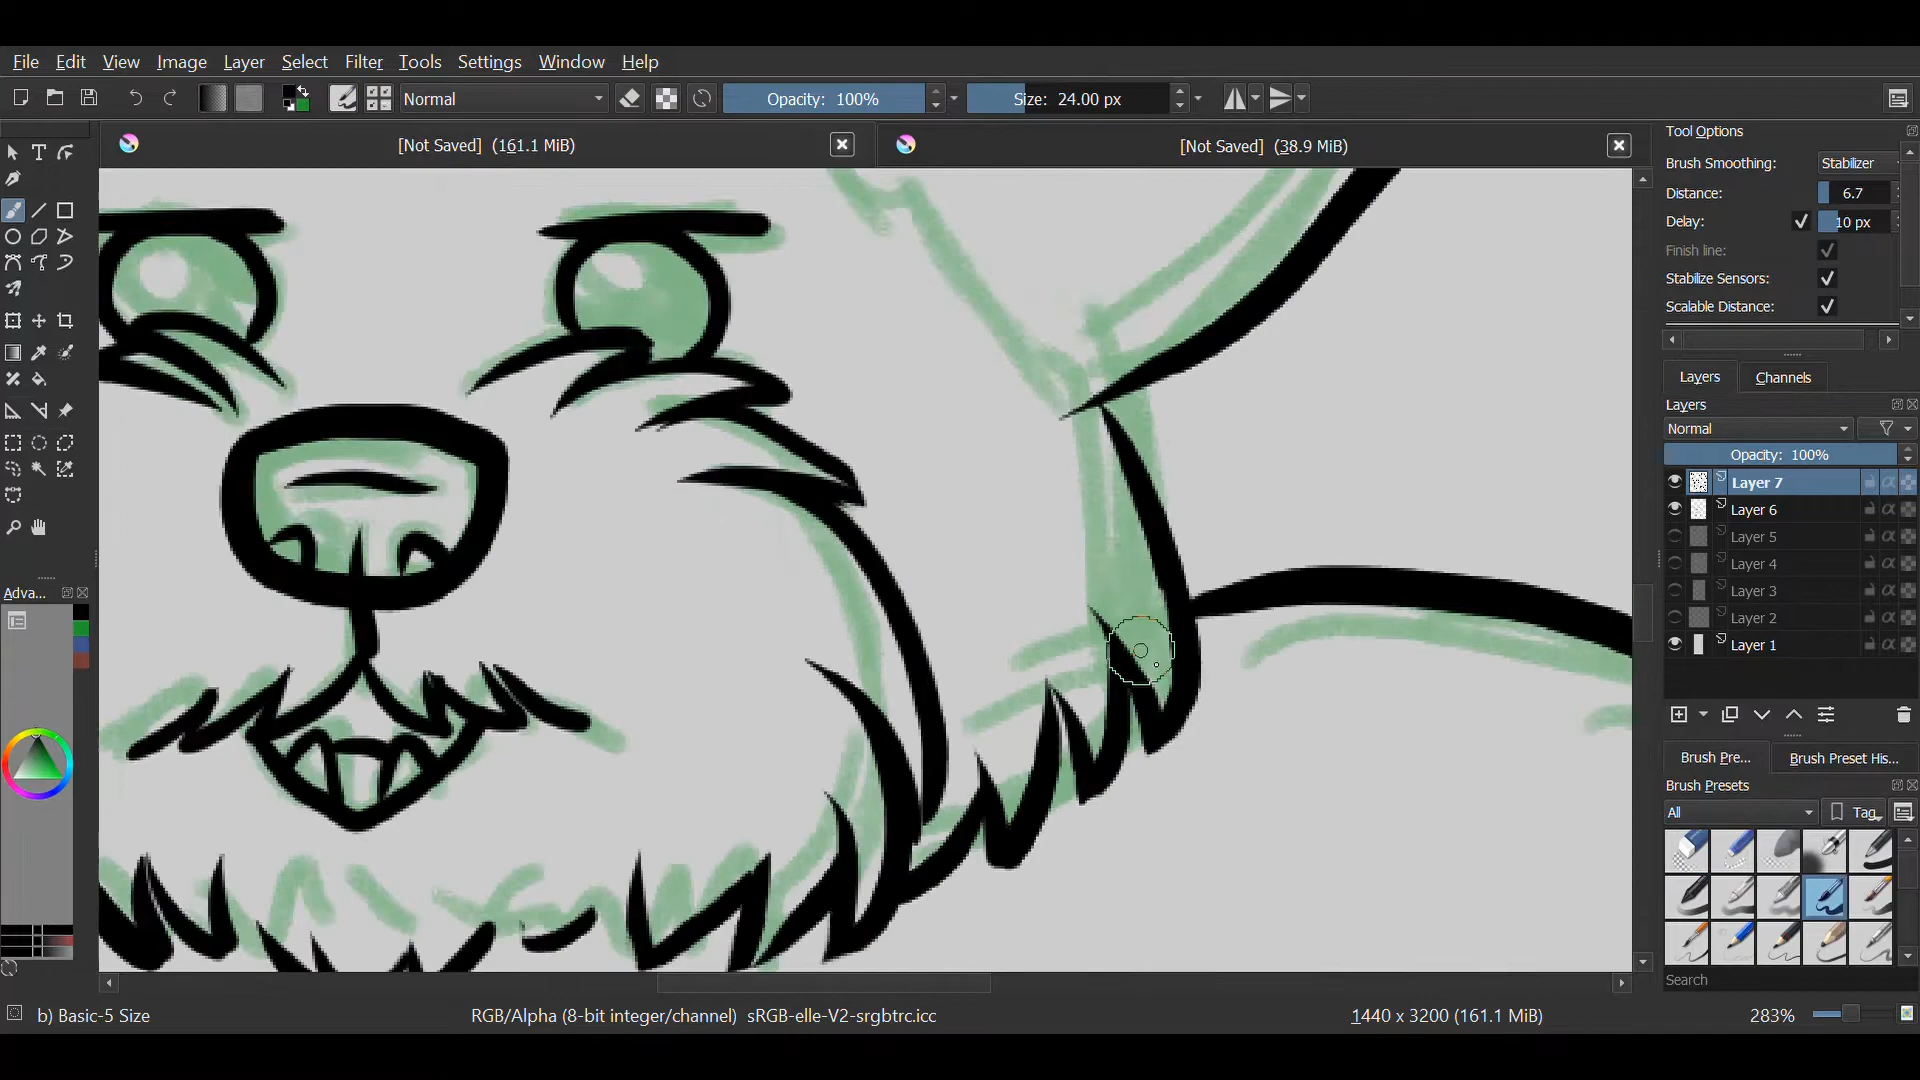 File Edit View Image Layer Select Filter Tools Settings Window Help
Normal Opacity: 100% Size: 24.00 px
[Not Saved] (161.1 MiB) [Not Saved] (38.9 MiB)
Tool Options
Brush Smoothing: Stabilizer
Distance: 6.7
Delay: 10 px
Finish line:
Stabilize Sensors:
Scalable Distance:
Layers Channels
Layers
Normal
Opacity: 100%
Layer 7
Layer 6
Layer 5
Layer 4
Layer 3
Layer 2
Layer 1
Adva...
Brush Pre... Brush Preset His...
Brush Presets
All Tag
Search
b) Basic-5 Size RGB/Alpha (8-bit integer/channel) sRGB-elle-V2-srgbtrc.icc 1440 x 3200 (161.1 MiB) 283%